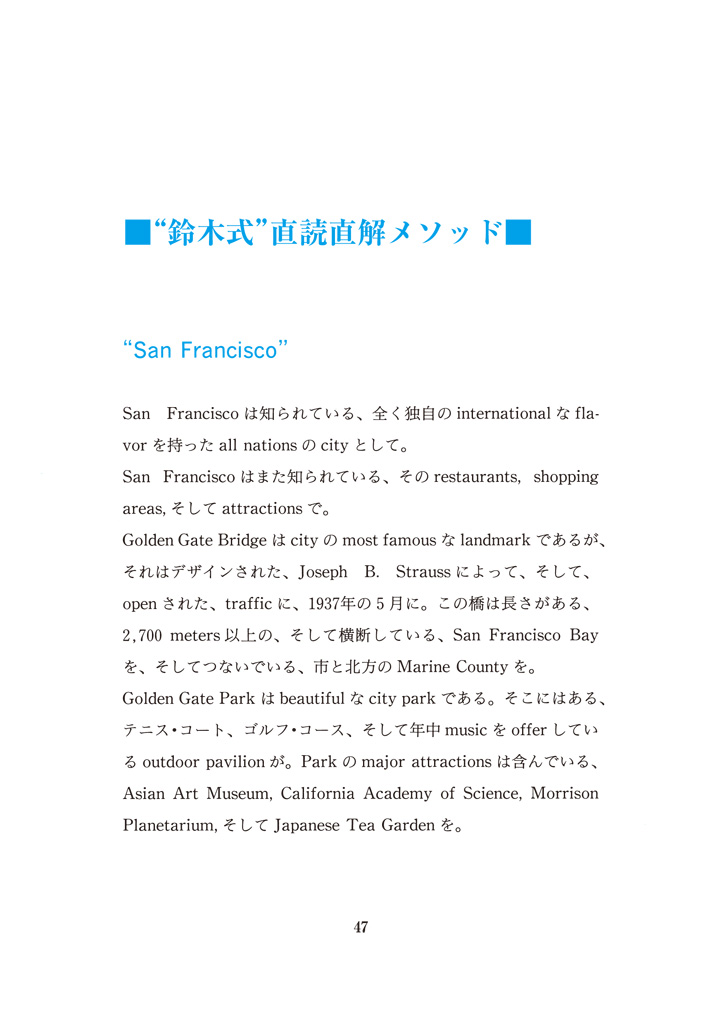 ■“鈴木式”直読直解メソッド■
“San Francisco”
San Francisco は知られている、全く独自の international な fla-
vor を持った all nations の city として。
San Francisco はまた知られている、その restaurants, shopping
areas, そして attractions で。
Golden Gate Bridge は city の most famous な landmark であるが、
それはデザインされた、Joseph B. Strauss によって、そして、
open された、traffic に、1937年の 5 月に。この橋は長さがある、
2,700 meters 以上の、そして横断している、San Francisco Bay
を、そしてつないでいる、市と北方の Marine County を。
Golden Gate Park は beautiful な city park である。そこにはある、
テニス・コート、ゴルフ・コース、そして年中 music を offer してい
る outdoor pavilion が。Park の major attractions は含んでいる、
Asian Art Museum, California Academy of Science, Morrison
Planetarium, そして Japanese Tea Garden を。
47